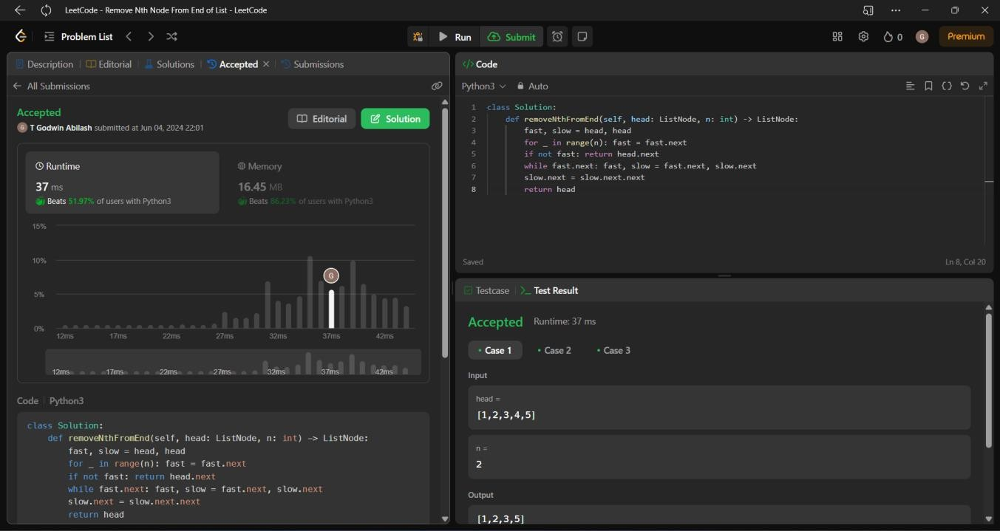 LeetCode - Remove Nth Node From End of List - LeetCode
Problem List
Run
Submit
0
G
Premium
Description
Editorial
Solutions
Accepted
Submissions
All Submissions
Accepted
G T Godwin Abilash submitted at Jun 04, 2024 22:01
Editorial
Solution
Runtime
37 ms
Beats 51.97% of users with Python3
Memory
16.45 MB
Beats 86.23% of users with Python3
15%
10%
5%
0%
G
12ms 17ms 22ms 27ms 32ms 37ms 42ms
12ms 17ms 22ms 27ms 32ms 37ms 42ms
Code | Python3
class Solution:
    def removeNthFromEnd(self, head: ListNode, n: int) -> ListNode:
        fast, slow = head, head
        for _ in range(n): fast = fast.next
        if not fast: return head.next
        while fast.next: fast, slow = fast.next, slow.next
        slow.next = slow.next.next
        return head
</> Code
Python3
Auto
1 class Solution:
2     def removeNthFromEnd(self, head: ListNode, n: int) -> ListNode:
3         fast, slow = head, head
4         for _ in range(n): fast = fast.next
5         if not fast: return head.next
6         while fast.next: fast, slow = fast.next, slow.next
7         slow.next = slow.next.next
8         return head
Saved
Ln 8, Col 20
Testcase
>_ Test Result
Accepted Runtime: 37 ms
• Case 1 • Case 2 • Case 3
Input
head =
[1,2,3,4,5]
n =
2
Output
[1,2,3,5]